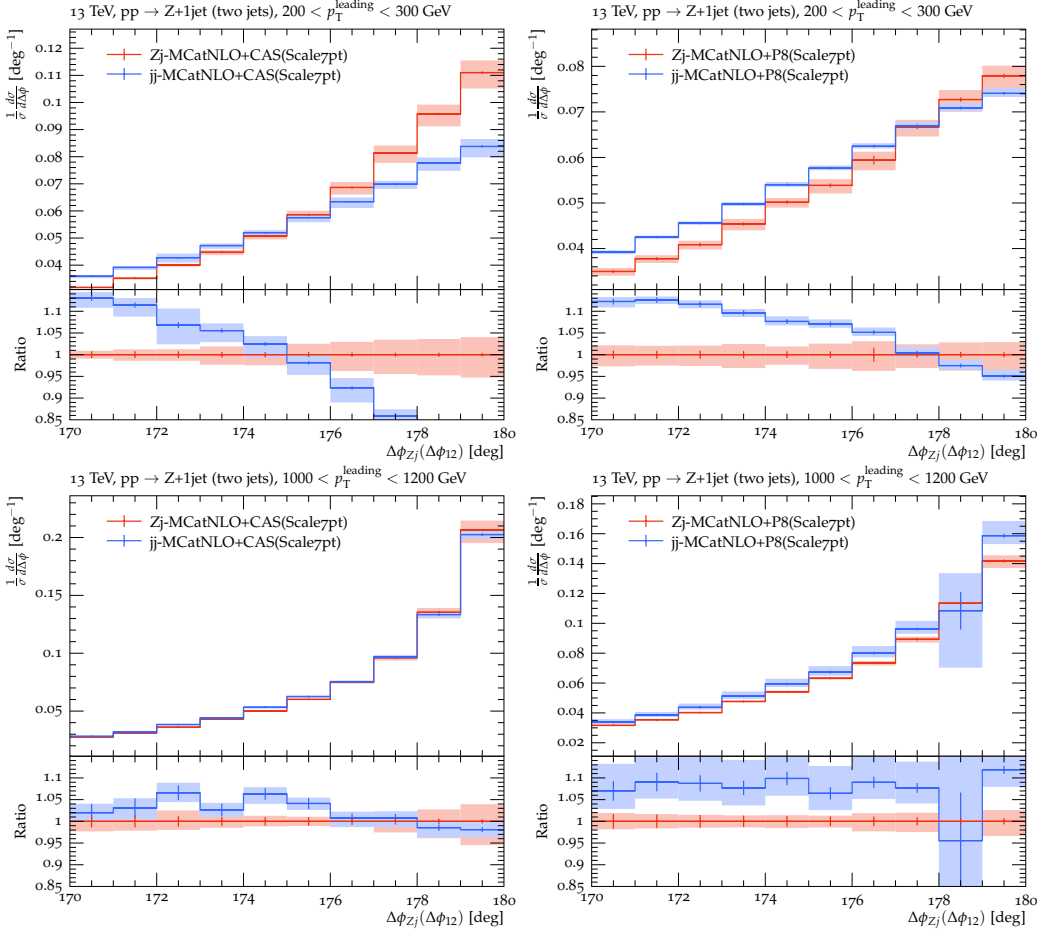 13 TeV, pp → Z+1jet (two jets), 200 < p_T^leading < 300 GeV
1/σ dσ/dΔϕ [deg⁻¹]
0.12
0.11
0.1
0.09
0.08
0.07
0.06
0.05
0.04
Zj-MCatNLO+CAS(Scale7pt)
jj-MCatNLO+CAS(Scale7pt)
Ratio
1.1
1.05
1
0.95
0.9
0.85
170 172 174 176 178 180
Δϕ_Zj(Δϕ_12) [deg]
13 TeV, pp → Z+1jet (two jets), 200 < p_T^leading < 300 GeV
1/σ dσ/dΔϕ [deg⁻¹]
0.08
0.06
0.04
Zj-MCatNLO+P8(Scale7pt)
jj-MCatNLO+P8(Scale7pt)
Ratio
1.1
1.05
1
0.95
0.9
0.85
170 172 174 176 178 180
Δϕ_Zj(Δϕ_12) [deg]
13 TeV, pp → Z+1jet (two jets), 1000 < p_T^leading < 1200 GeV
1/σ dσ/dΔϕ [deg⁻¹]
0.2
0.1
0.05
Zj-MCatNLO+CAS(Scale7pt)
jj-MCatNLO+CAS(Scale7pt)
Ratio
1.1
1.05
1
0.95
0.9
0.85
170 172 174 176 178 180
Δϕ_Zj(Δϕ_12) [deg]
13 TeV, pp → Z+1jet (two jets), 1000 < p_T^leading < 1200 GeV
1/σ dσ/dΔϕ [deg⁻¹]
0.16
0.14
0.12
0.1
0.08
0.06
0.04
0.02
Zj-MCatNLO+P8(Scale7pt)
jj-MCatNLO+P8(Scale7pt)
Ratio
1.1
1.05
1
0.95
0.9
0.85
170 172 174 176 178 180
Δϕ_Zj(Δϕ_12) [deg]